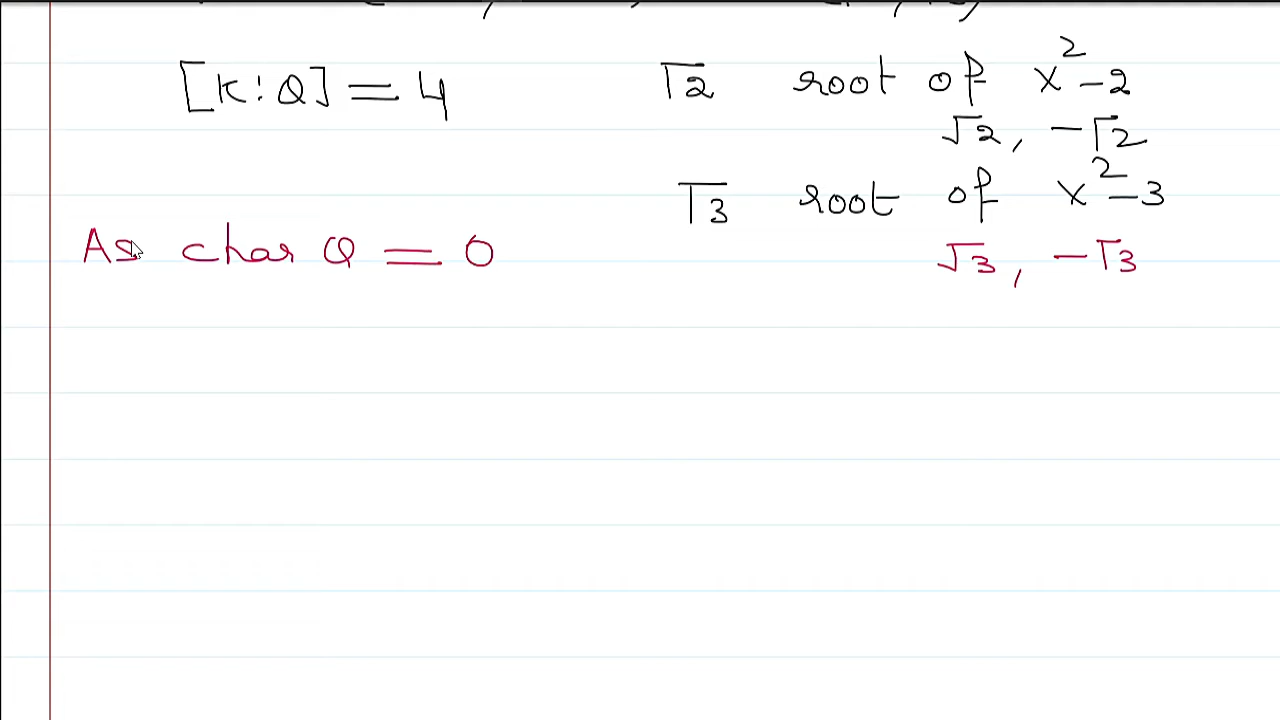 [K:Q] = 4 √2 root of x²-2
√2, -√2
√3 root of x²-3
As char Q = 0 √3, -√3